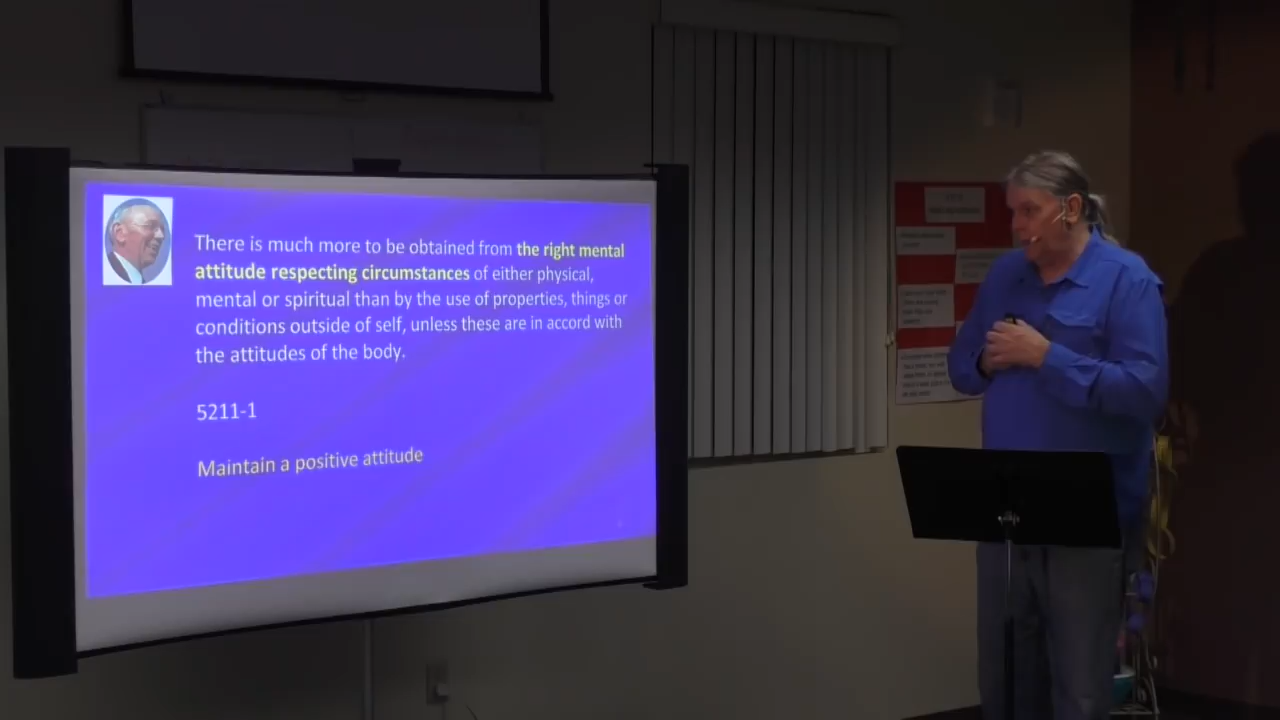 There is much more to be obtained from the right mental
attitude respecting circumstances of either physical,
mental or spiritual than by the use of properties, things or
conditions outside of self, unless these are in accord with
the attitudes of the body.
5211-1
Maintain a positive attitude